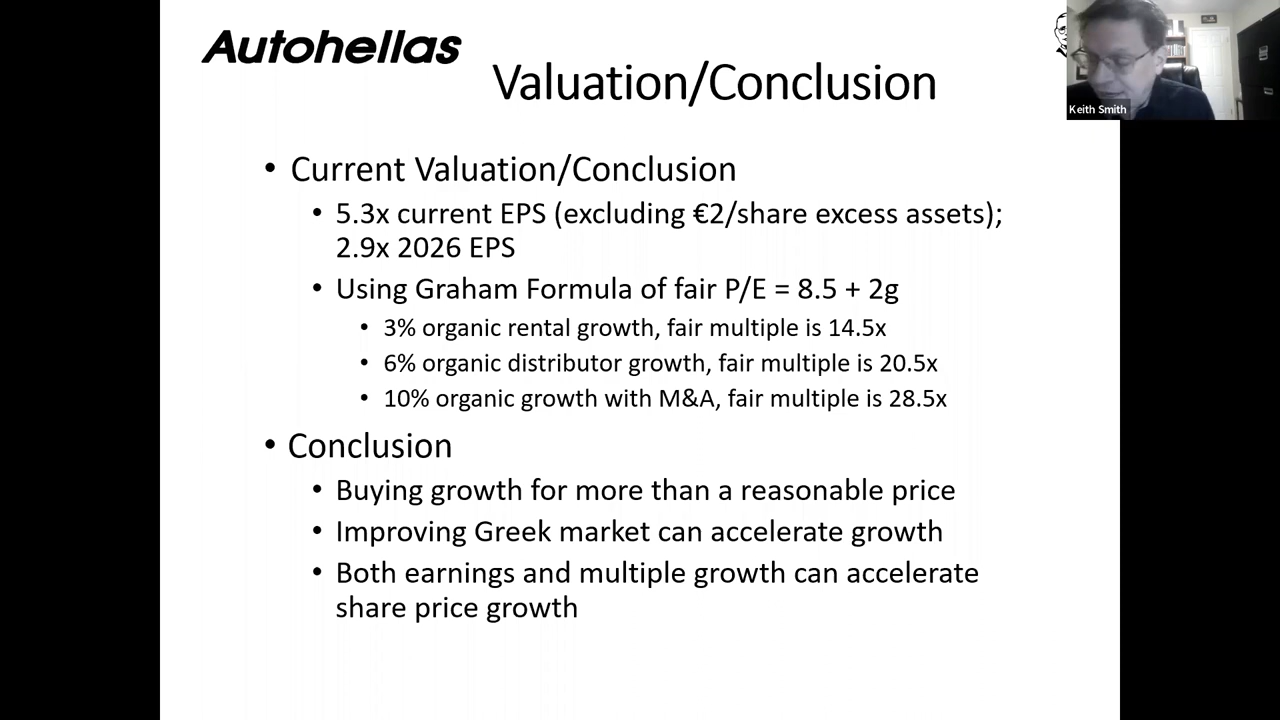 Autohellas
Valuation/Conclusion
Keith Smith
• Current Valuation/Conclusion
• 5.3x current EPS (excluding €2/share excess assets);
2.9x 2026 EPS
• Using Graham Formula of fair P/E = 8.5 + 2g
• 3% organic rental growth, fair multiple is 14.5x
• 6% organic distributor growth, fair multiple is 20.5x
• 10% organic growth with M&A, fair multiple is 28.5x
• Conclusion
• Buying growth for more than a reasonable price
• Improving Greek market can accelerate growth
• Both earnings and multiple growth can accelerate
share price growth